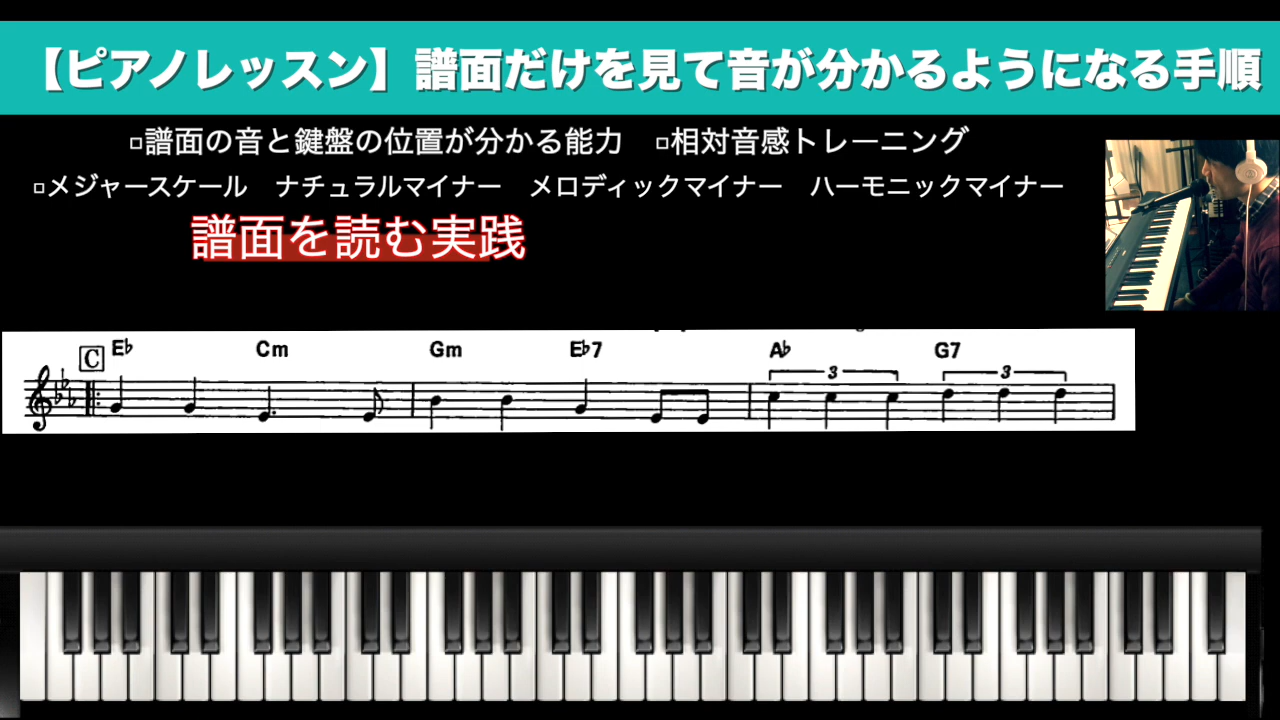 【ピアノレッスン】譜面だけを見て音が分かるようになる手順
▫譜面の音と鍵盤の位置が分かる能力　▫相対音感トレーニング
▫メジャースケール　ナチュラルマイナー　メロディックマイナー　ハーモニックマイナー
譜面を読む実践
C E♭ Cm Gm E♭7 A♭ G7
3 3